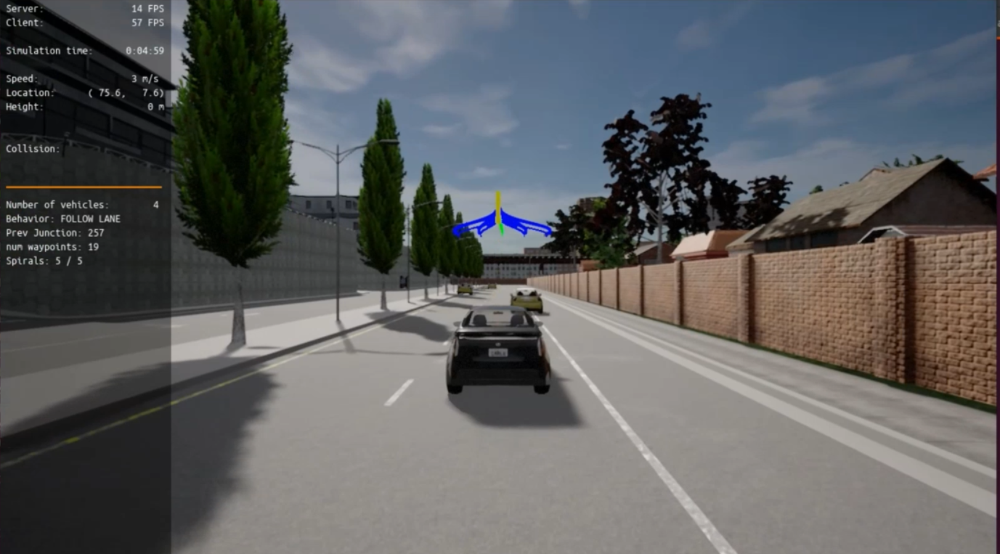 Server: 14 FPS
Client: 57 FPS
Simulation time: 0:04:59
Speed: 3 m/s
Location: ( 75.6, 7.6)
Height: 0 m
Collision:
Number of vehicles: 4
Behavior: FOLLOW LANE
Prev Junction: 257
num waypoints: 19
Spirals: 5 / 5
CARLA